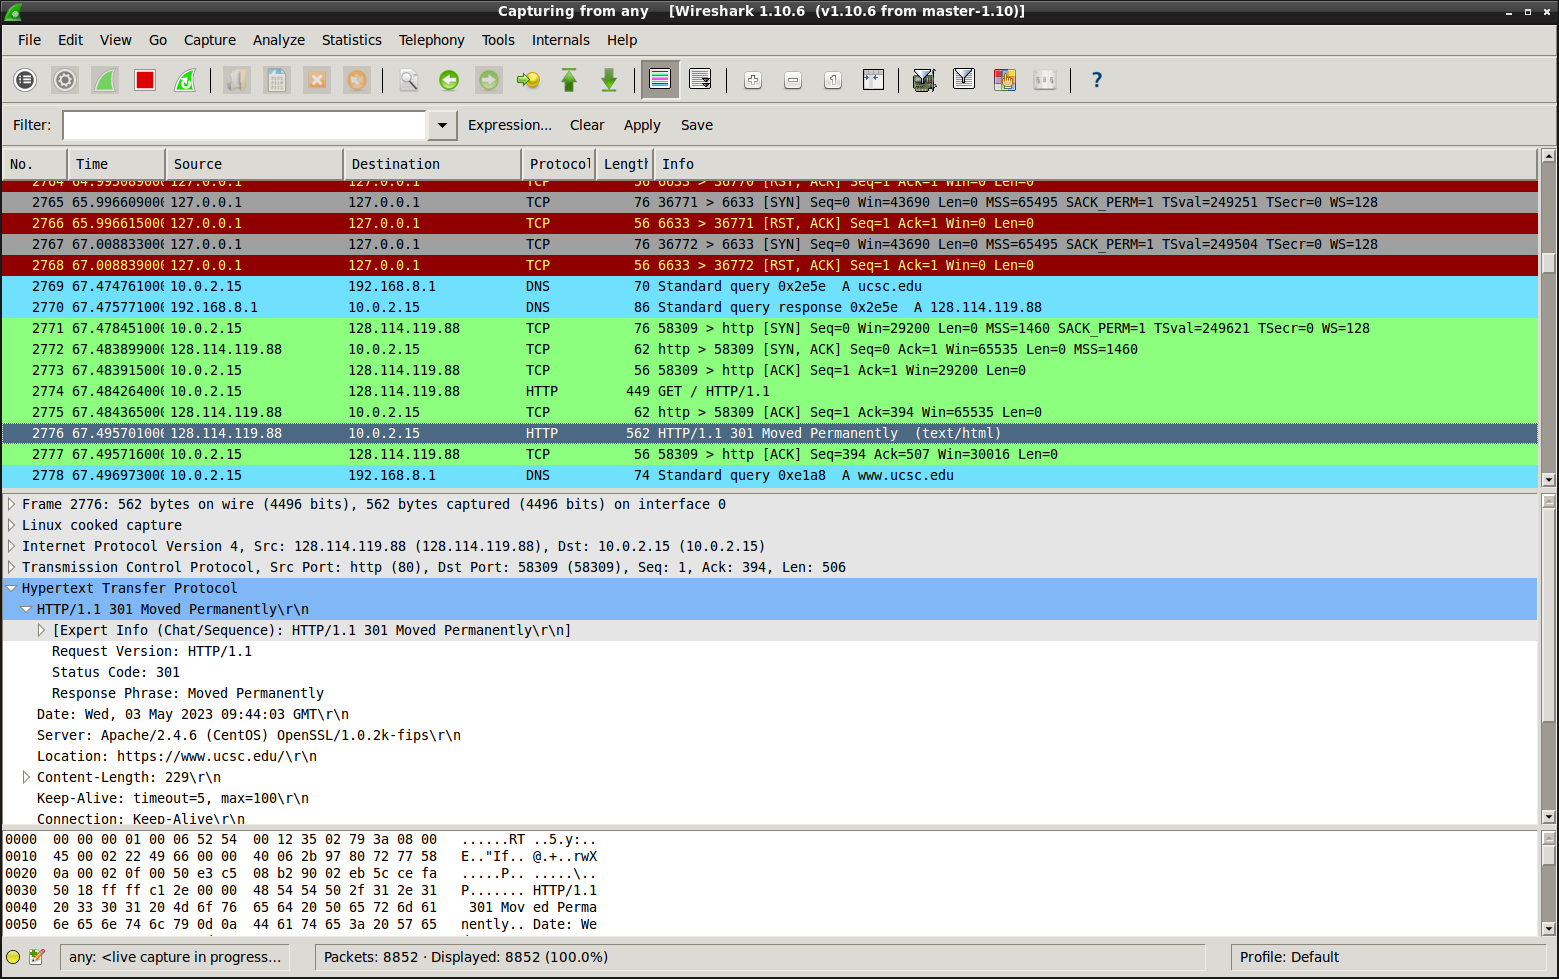 Capturing from any   [Wireshark 1.10.6  (v1.10.6 from master-1.10)]
File Edit View Go Capture Analyze Statistics Telephony Tools Internals Help
Filter: Expression... Clear Apply Save
No. Time Source Destination Protocol Length Info
2764 64.995089000 127.0.0.1 127.0.0.1 TCP 56 6633 > 36770 [RST, ACK] Seq=1 Ack=1 Win=0 Len=0
2765 65.996609000 127.0.0.1 127.0.0.1 TCP 76 36771 > 6633 [SYN] Seq=0 Win=43690 Len=0 MSS=65495 SACK_PERM=1 TSval=249251 TSecr=0 WS=128
2766 65.996615000 127.0.0.1 127.0.0.1 TCP 56 6633 > 36771 [RST, ACK] Seq=1 Ack=1 Win=0 Len=0
2767 67.008833000 127.0.0.1 127.0.0.1 TCP 76 36772 > 6633 [SYN] Seq=0 Win=43690 Len=0 MSS=65495 SACK_PERM=1 TSval=249504 TSecr=0 WS=128
2768 67.008839000 127.0.0.1 127.0.0.1 TCP 56 6633 > 36772 [RST, ACK] Seq=1 Ack=1 Win=0 Len=0
2769 67.474761000 10.0.2.15 192.168.8.1 DNS 70 Standard query 0x2e5e  A ucsc.edu
2770 67.475771000 192.168.8.1 10.0.2.15 DNS 86 Standard query response 0x2e5e  A 128.114.119.88
2771 67.478451000 10.0.2.15 128.114.119.88 TCP 76 58309 > http [SYN] Seq=0 Win=29200 Len=0 MSS=1460 SACK_PERM=1 TSval=249621 TSecr=0 WS=128
2772 67.483899000 128.114.119.88 10.0.2.15 TCP 62 http > 58309 [SYN, ACK] Seq=0 Ack=1 Win=65535 Len=0 MSS=1460
2773 67.483915000 10.0.2.15 128.114.119.88 TCP 56 58309 > http [ACK] Seq=1 Ack=1 Win=29200 Len=0
2774 67.484264000 10.0.2.15 128.114.119.88 HTTP 449 GET / HTTP/1.1
2775 67.484365000 128.114.119.88 10.0.2.15 TCP 62 http > 58309 [ACK] Seq=1 Ack=394 Win=65535 Len=0
2776 67.495701000 128.114.119.88 10.0.2.15 HTTP 562 HTTP/1.1 301 Moved Permanently  (text/html)
2777 67.495716000 10.0.2.15 128.114.119.88 TCP 56 58309 > http [ACK] Seq=394 Ack=507 Win=30016 Len=0
2778 67.496973000 10.0.2.15 192.168.8.1 DNS 74 Standard query 0xe1a8  A www.ucsc.edu
Frame 2776: 562 bytes on wire (4496 bits), 562 bytes captured (4496 bits) on interface 0
Linux cooked capture
Internet Protocol Version 4, Src: 128.114.119.88 (128.114.119.88), Dst: 10.0.2.15 (10.0.2.15)
Transmission Control Protocol, Src Port: http (80), Dst Port: 58309 (58309), Seq: 1, Ack: 394, Len: 506
Hypertext Transfer Protocol
HTTP/1.1 301 Moved Permanently\r\n
[Expert Info (Chat/Sequence): HTTP/1.1 301 Moved Permanently\r\n]
Request Version: HTTP/1.1
Status Code: 301
Response Phrase: Moved Permanently
Date: Wed, 03 May 2023 09:44:03 GMT\r\n
Server: Apache/2.4.6 (CentOS) OpenSSL/1.0.2k-fips\r\n
Location: https://www.ucsc.edu/\r\n
Content-Length: 229\r\n
Keep-Alive: timeout=5, max=100\r\n
Connection: Keep-Alive\r\n
0000  00 00 00 01 00 06 52 54  00 12 35 02 79 3a 08 00   ......RT ..5.y:..
0010  45 00 02 22 49 66 00 00  40 06 2b 97 80 72 77 58   E.."If.. @.+..rwX
0020  0a 00 02 0f 00 50 e3 c5  08 b2 90 02 eb 5c ce fa   .....P.. .....\..
0030  50 18 ff ff c1 2e 00 00  48 54 54 50 2f 31 2e 31   P....... HTTP/1.1
0040  20 33 30 31 20 4d 6f 76  65 64 20 50 65 72 6d 61    301 Mov ed Perma
0050  6e 65 6e 74 6c 79 0d 0a  44 61 74 65 3a 20 57 65   nently.. Date: We
any: <live capture in progress... Packets: 8852 · Displayed: 8852 (100.0%) Profile: Default